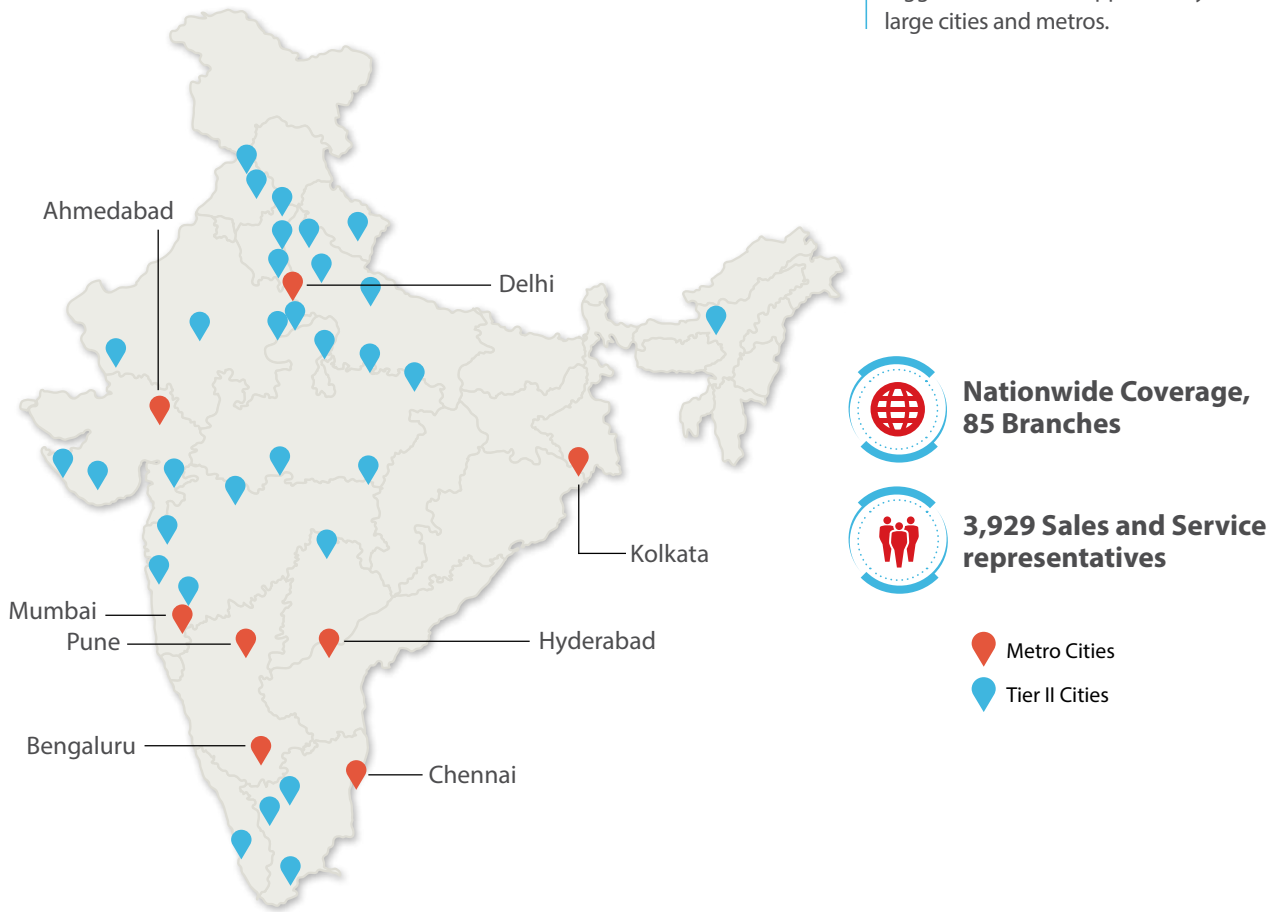 large cities and metros.
Ahmedabad
Delhi
Nationwide Coverage,
85 Branches
3,929 Sales and Service
representatives
Kolkata
Mumbai
Pune
Hyderabad
Metro Cities
Tier II Cities
Bengaluru
Chennai